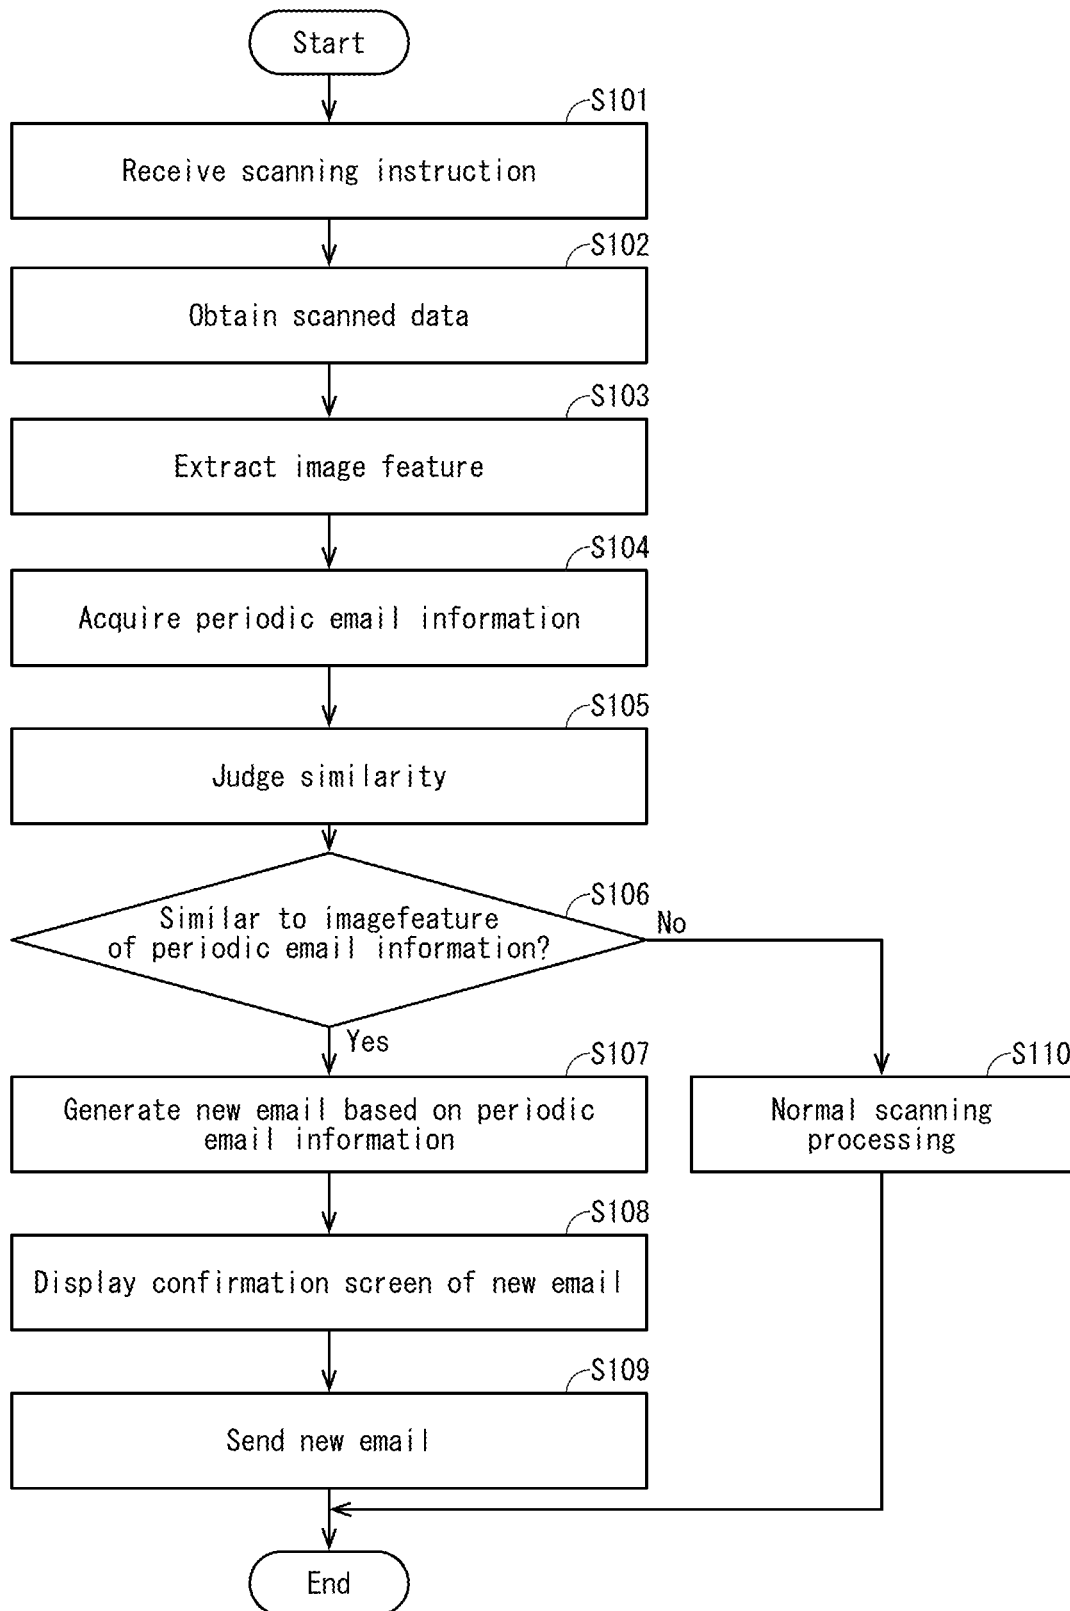 Start
S101
Receive scanning instruction
S102
Obtain scanned data
S103
Extract image feature
S104
Acquire periodic email information
S105
Judge similarity
S106
Similar to imagefeature
of periodic email information?
No
Yes
S107
Generate new email based on periodic
email information
S110
Normal scanning
processing
S108
Display confirmation screen of new email
S109
Send new email
End